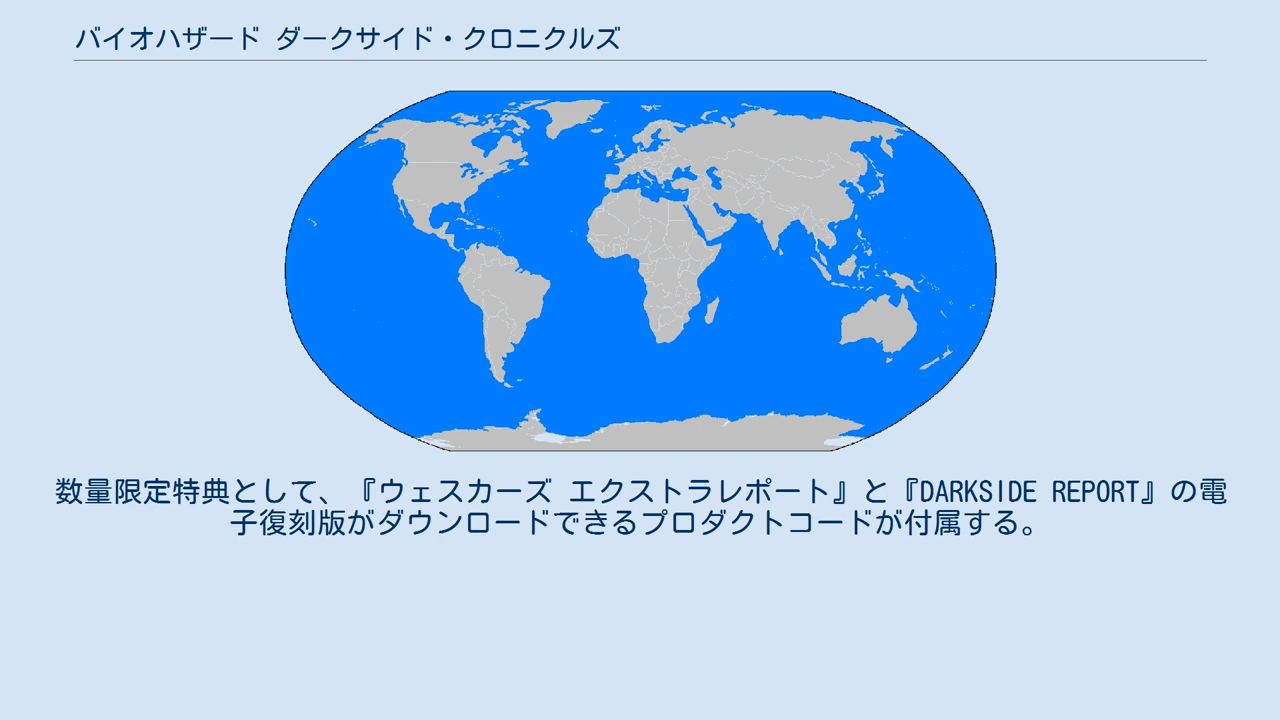 バイオハザード ダークサイド・クロニクルズ
数量限定特典として、『ウェスカーズ エクストラレポート』と『DARKSIDE REPORT』の電
子復刻版がダウンロードできるプロダクトコードが付属する。